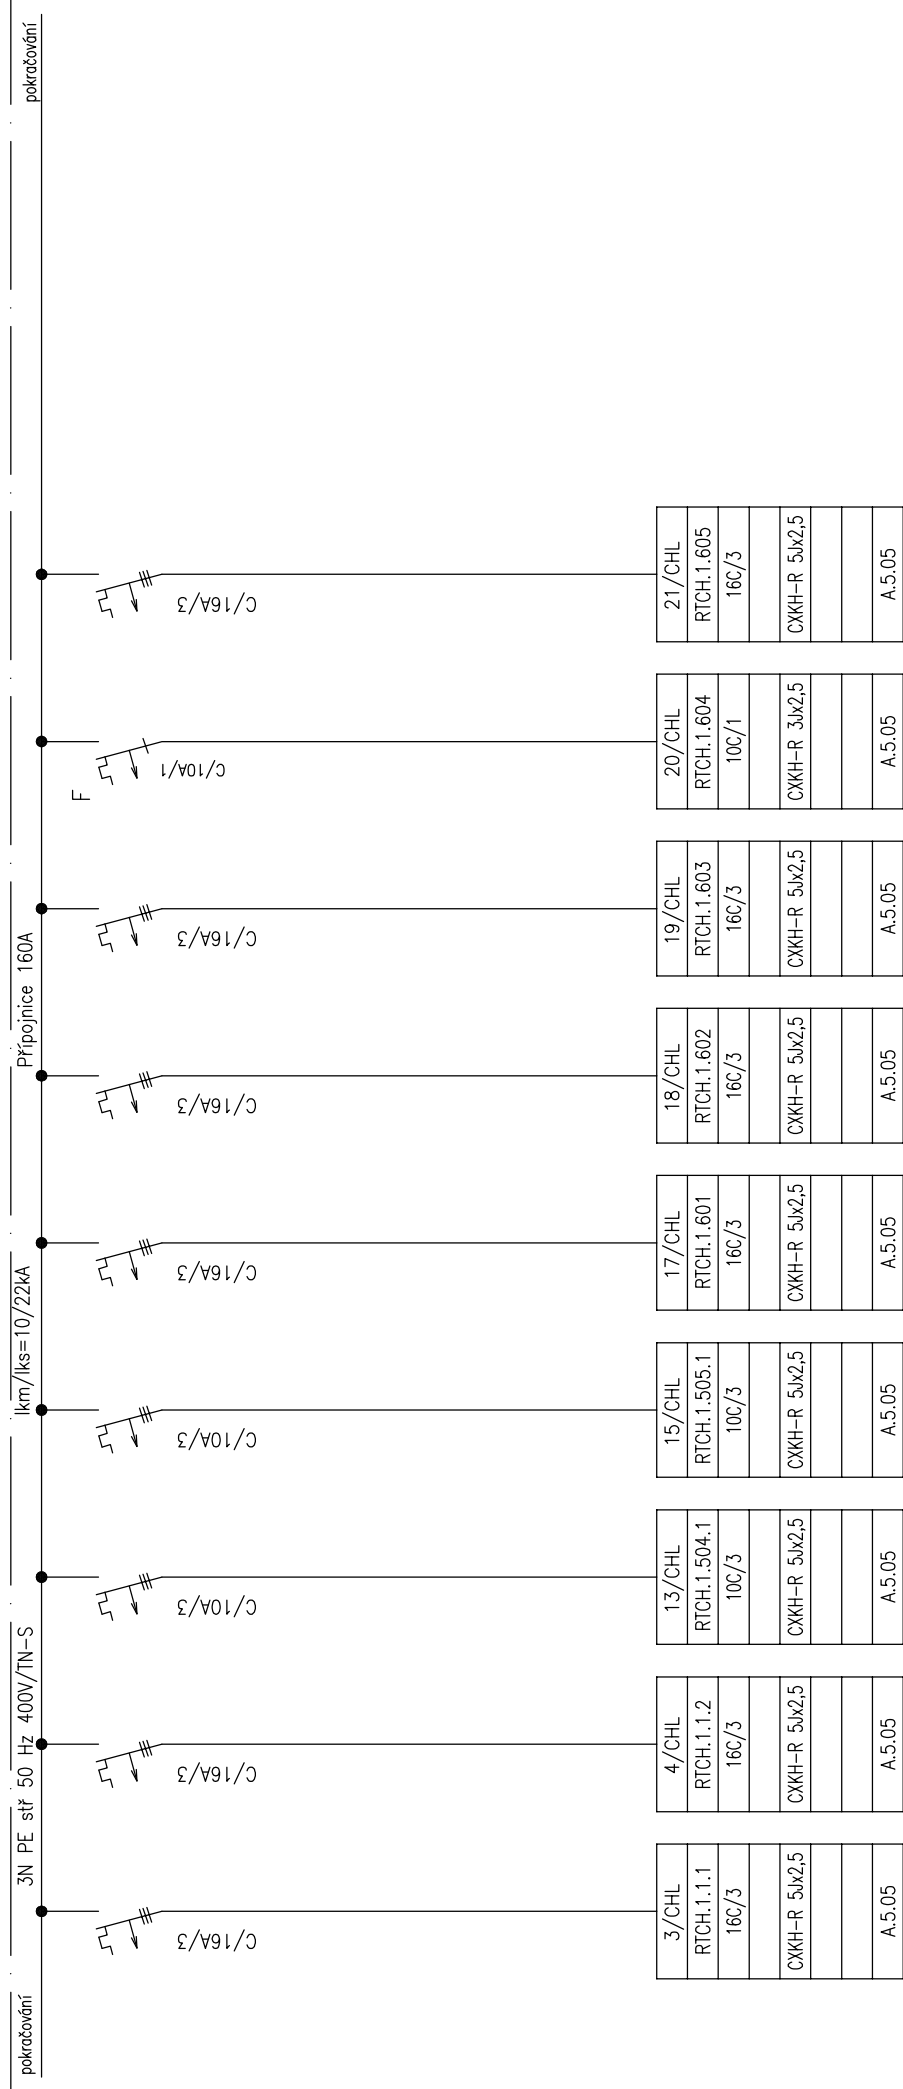 pokračování
3N PE stř 50 Hz 400V/TN-S
Ikm/Iks=10/22kA
Přípojnice 160A
pokračování
C/16A/3
C/16A/3
C/10A/3
C/10A/3
C/16A/3
C/16A/3
C/16A/3
F
C/10A/1
C/16A/3
3/CHL
RTCH.1.1.1
16C/3
CXKH-R 5Jx2,5
A.5.05
4/CHL
RTCH.1.1.2
16C/3
CXKH-R 5Jx2,5
A.5.05
13/CHL
RTCH.1.504.1
10C/3
CXKH-R 5Jx2,5
A.5.05
15/CHL
RTCH.1.505.1
10C/3
CXKH-R 5Jx2,5
A.5.05
17/CHL
RTCH.1.601
16C/3
CXKH-R 5Jx2,5
A.5.05
18/CHL
RTCH.1.602
16C/3
CXKH-R 5Jx2,5
A.5.05
19/CHL
RTCH.1.603
16C/3
CXKH-R 5Jx2,5
A.5.05
20/CHL
RTCH.1.604
10C/1
CXKH-R 3Jx2,5
A.5.05
21/CHL
RTCH.1.605
16C/3
CXKH-R 5Jx2,5
A.5.05